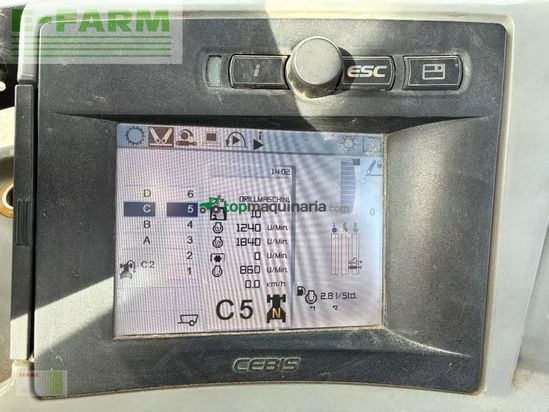 E-FARM
i
ESC
14:02
D 6
C 5 DRILLMASCHINE
B 4 1240 U/Min.
A 3 1840 U/Min.
2 0 U/Min.
C2
1 860 U/Min.
0.0 km/h
0
C5 N
2.8 l/Std.
topmaquinaria.com
CEBIS